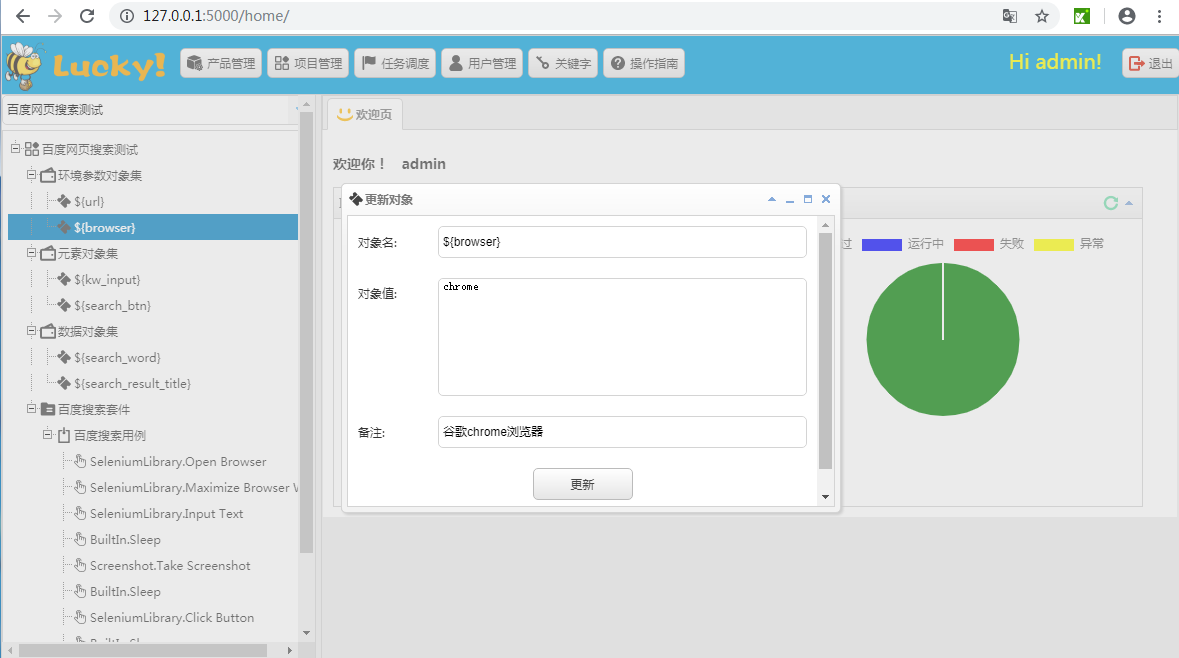 127.0.0.1:5000/home/
Lucky!
产品管理
项目管理
任务调度
用户管理
关键字
操作指南
Hi admin!
退出
百度网页搜索测试
百度网页搜索测试
环境参数对象集
${url}
${browser}
元素对象集
${kw_input}
${search_btn}
数据对象集
${search_word}
${search_result_title}
百度搜索套件
百度搜索用例
SeleniumLibrary.Open Browser
SeleniumLibrary.Maximize Browser
SeleniumLibrary.Input Text
BuiltIn.Sleep
Screenshot.Take Screenshot
BuiltIn.Sleep
SeleniumLibrary.Click Button
欢迎页
欢迎你！ admin
过 运行中 失败 异常
更新对象
对象名: ${browser}
对象值: chrome
备注: 谷歌chrome浏览器
更新